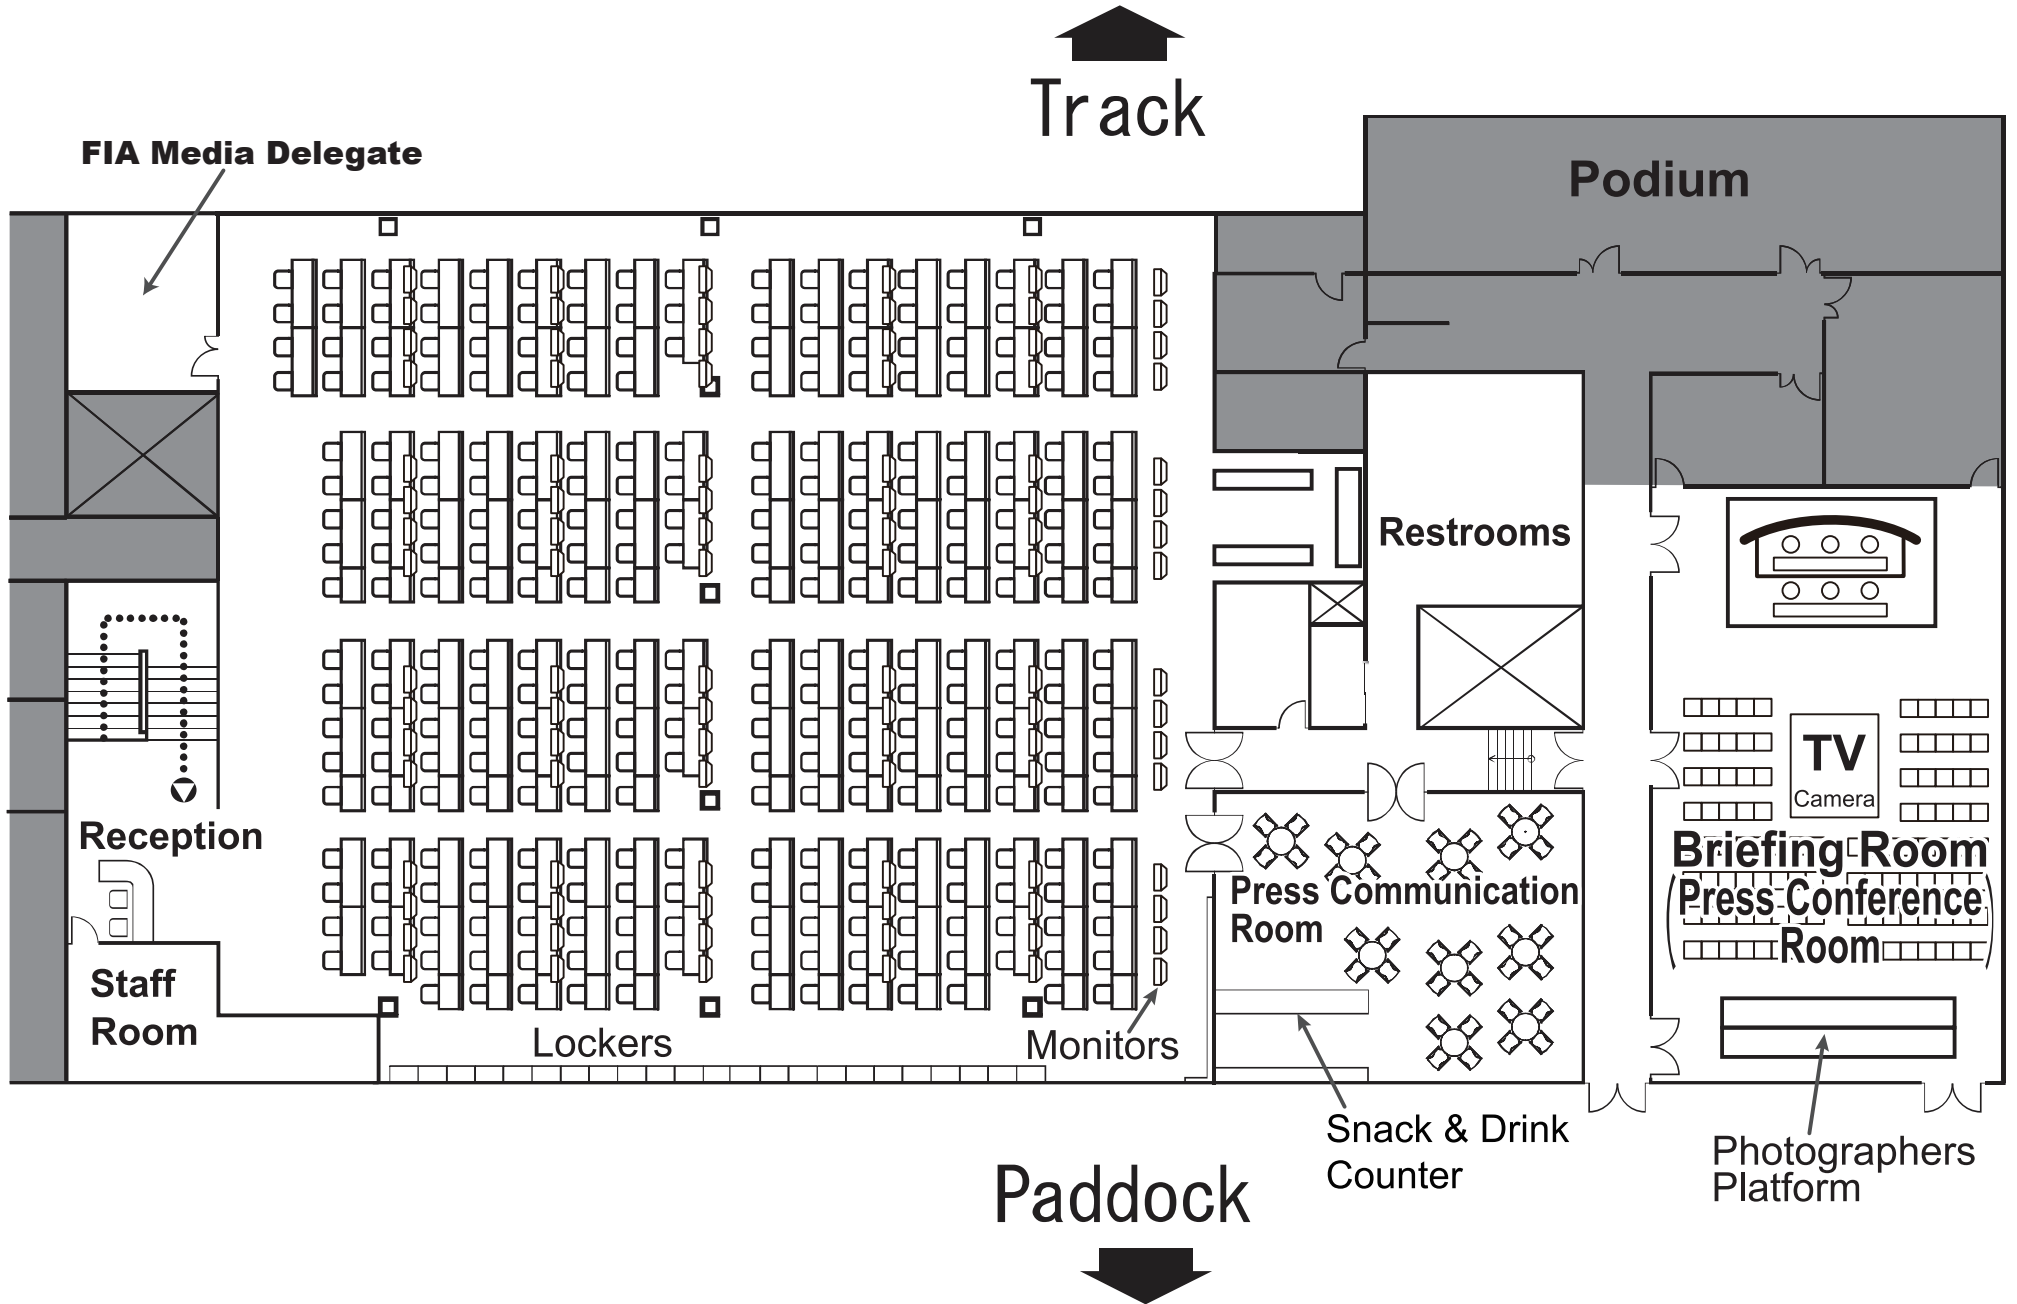 Track
FIA Media Delegate
Podium
Restrooms
TV
Camera
Reception
Briefing Room
Press Communication
Room
(Press Conference
Room)
Staff
Room
Lockers
Monitors
Snack & Drink
Counter
Photographers
Platform
Paddock